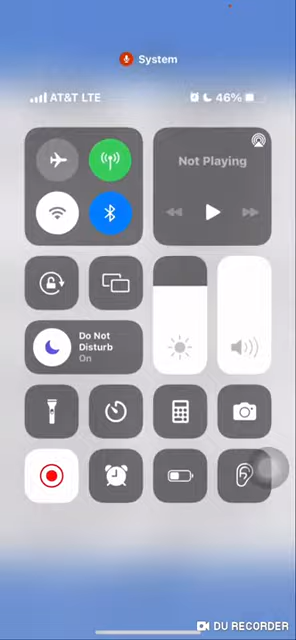 System
AT&T LTE
46%
Not Playing
Do Not
Disturb
On
DU RECORDER